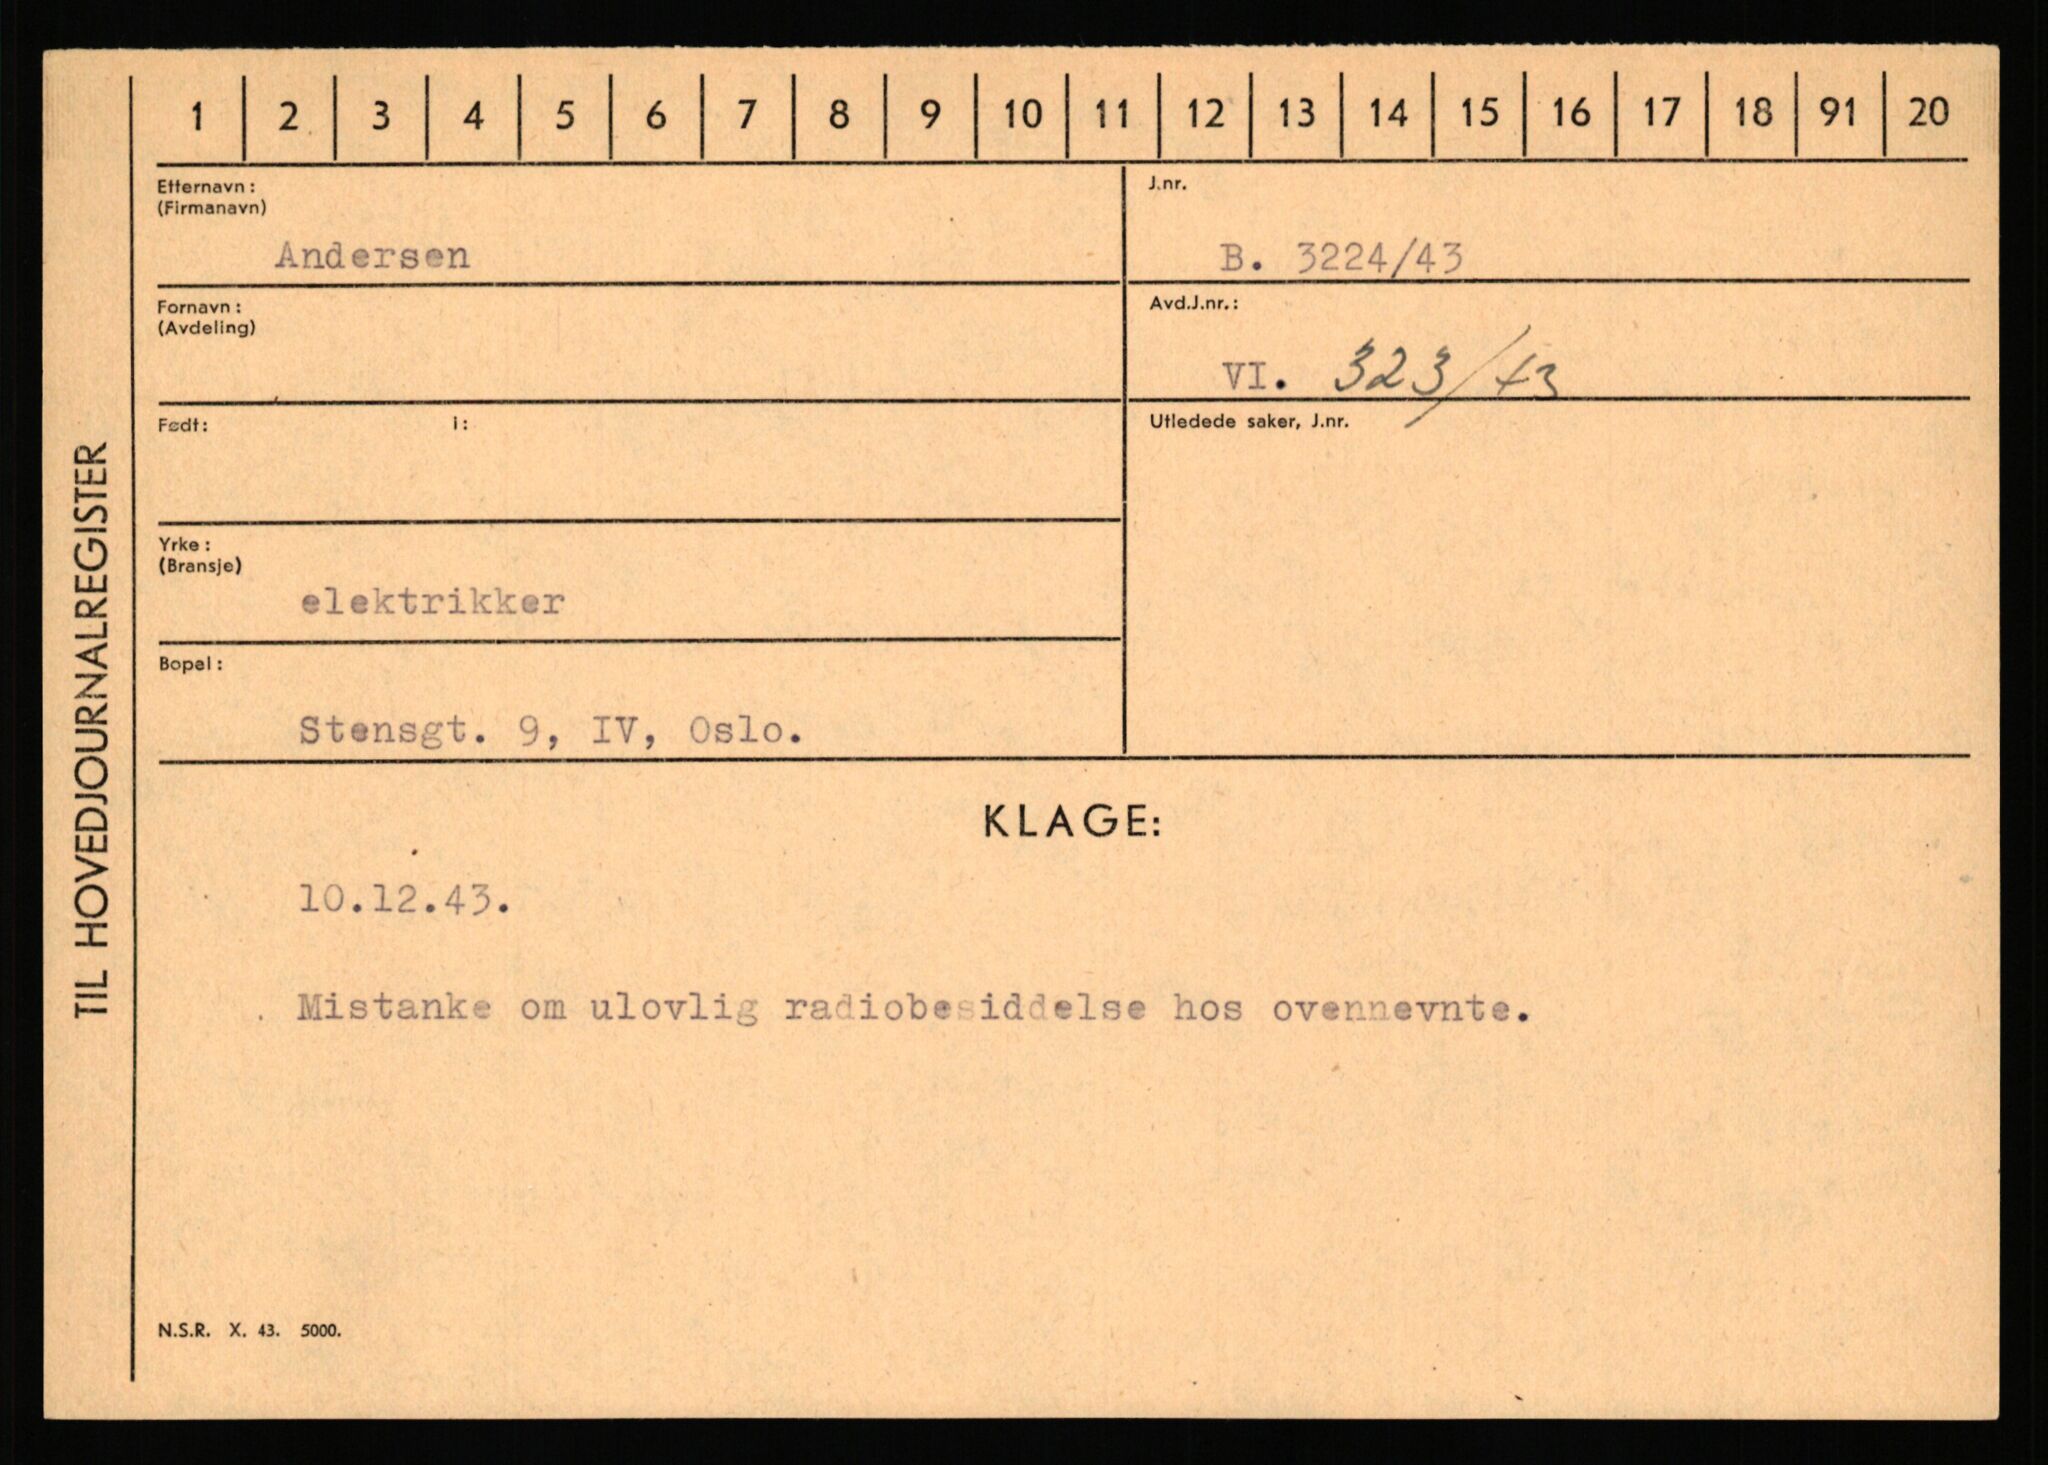 1 2 3 4 5 6 7 8 9 10 11 12 13 14 15 16 17 18 91 20
TIL HOVEDJOURNALREGISTER
Etternavn:
(Firmanavn)
Andersen
J.nr.
B. 3224/43
Fornavn:
(Avdeling)
Avd.J.nr.:
VI. 323/43
Født: i:
Utledede saker, J.nr.
Yrke:
(Bransje)
elektrikker
Bopel:
Stensgt. 9, IV, Oslo.
KLAGE:
10.12.43.
Mistanke om ulovlig radiobesiddelse hos ovennevnte.
N.S.R. X. 43. 5000.